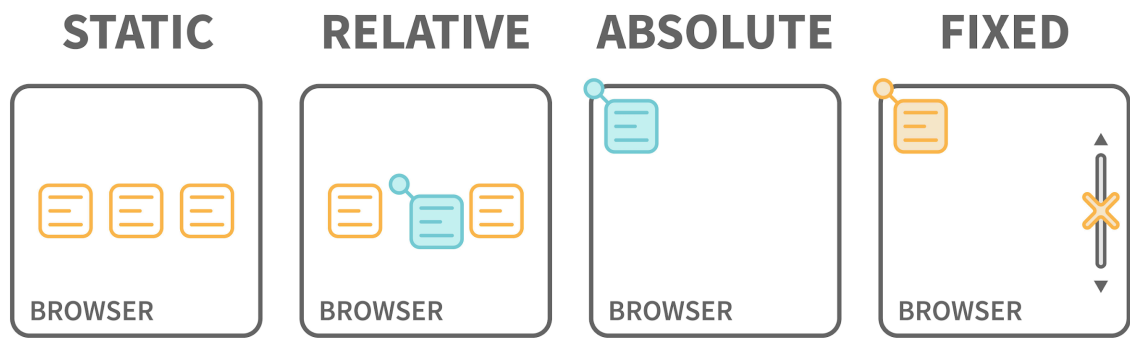 STATIC
RELATIVE
ABSOLUTE
FIXED
BROWSER
BROWSER
BROWSER
BROWSER